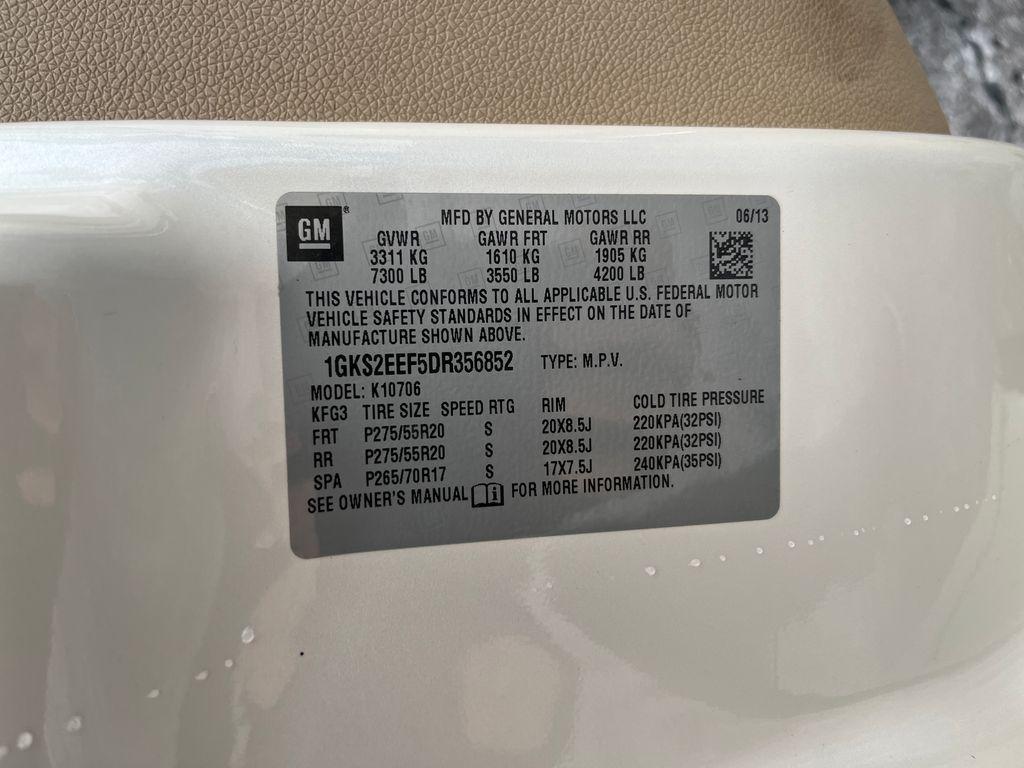 GM ® MFD BY GENERAL MOTORS LLC 06/13
GVWR GAWR FRT GAWR RR
3311 KG 1610 KG 1905 KG
7300 LB 3550 LB 4200 LB
THIS VEHICLE CONFORMS TO ALL APPLICABLE U.S. FEDERAL MOTOR
VEHICLE SAFETY STANDARDS IN EFFECT ON THE DATE OF
MANUFACTURE SHOWN ABOVE.
1GKS2EEF5DR356852 TYPE: M.P.V.
MODEL: K10706
KFG3 TIRE SIZE SPEED RTG RIM COLD TIRE PRESSURE
FRT P275/55R20 S 20X8.5J 220KPA(32PSI)
RR P275/55R20 S 20X8.5J 220KPA(32PSI)
SPA P265/70R17 S 17X7.5J 240KPA(35PSI)
SEE OWNER'S MANUAL i FOR MORE INFORMATION.